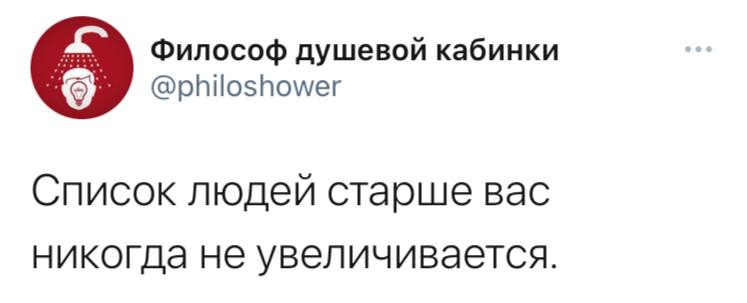 Философ душевой кабинки
@philoshower
Список людей старше вас
никогда не увеличивается.